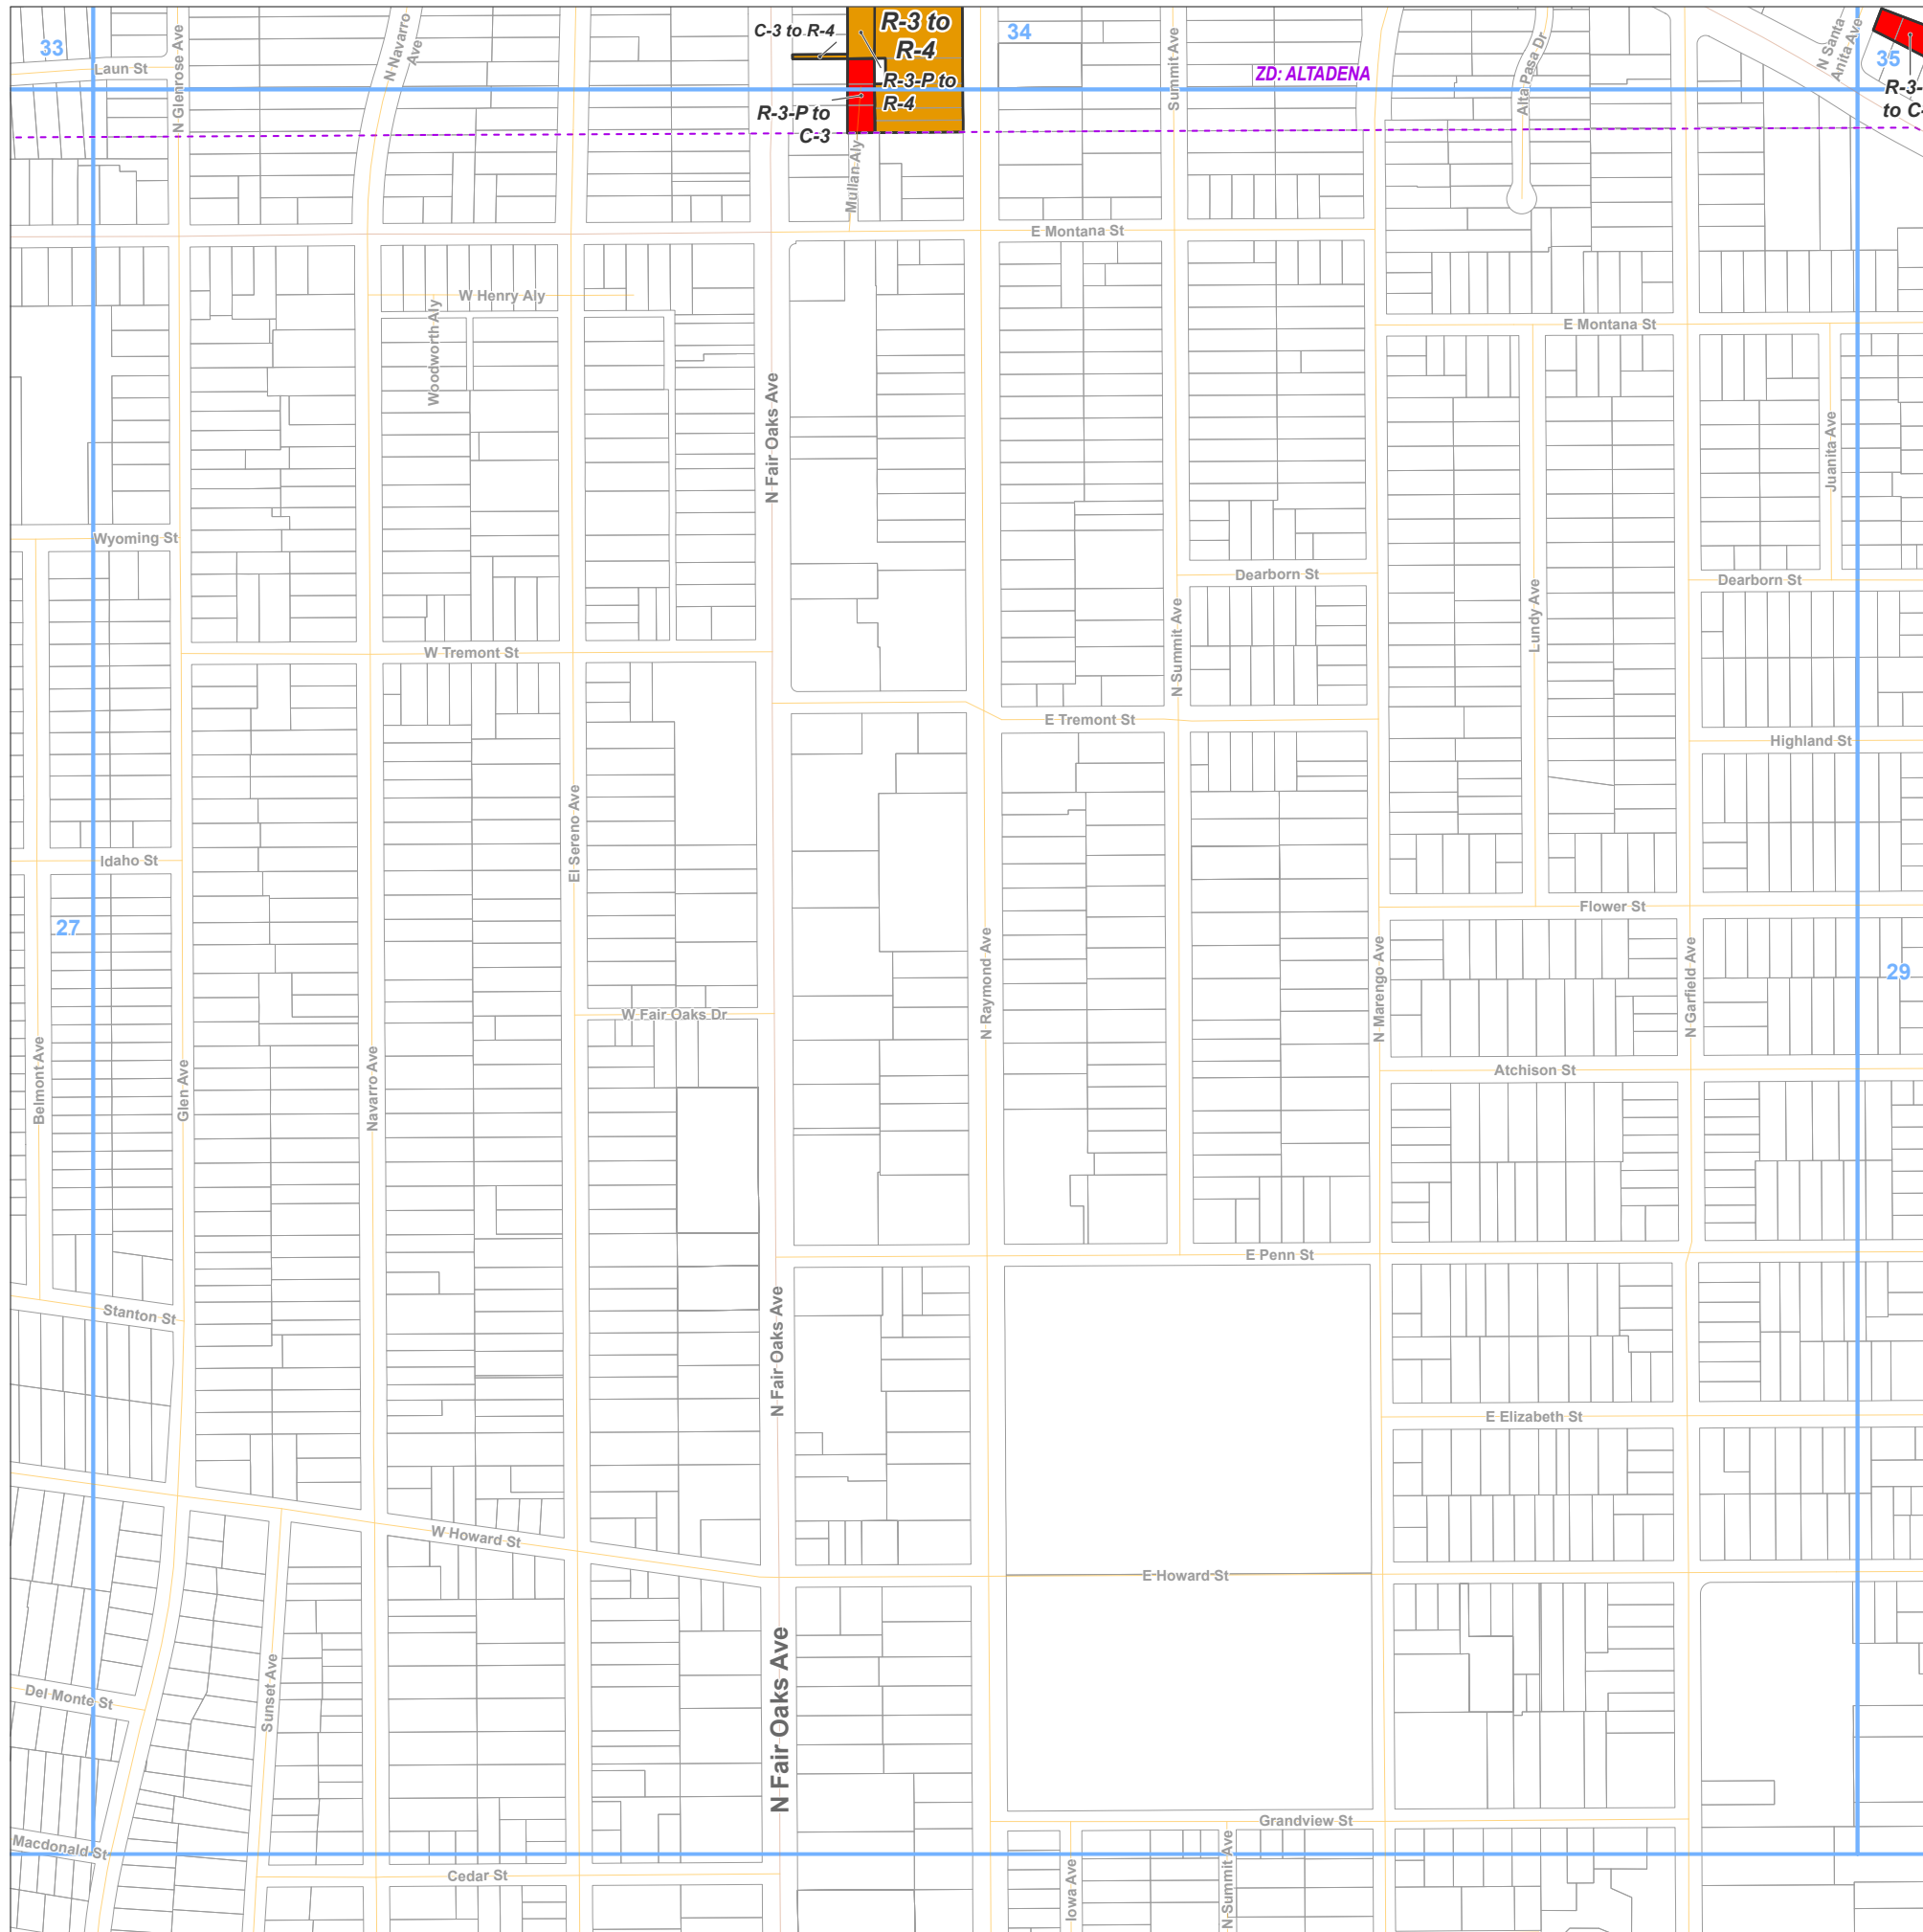 33
Laun St
N Glenrose Ave
N Navarro
Ave
C-3 to R-4
R-3 to
R-4
R-3-P to
R-4
R-3-P to
C-3
Mullan Aly
34
Summit Ave
ZD: ALTADENA
Alta Pasa Dr
N Santa
Anita Ave
35
R-3-
to C-
E Montana St
W Henry Aly
Woodworth Aly
E Montana St
N Fair Oaks Ave
Juanita Ave
Wyoming St
Dearborn St
Dearborn St
Lundy Ave
N Summit Ave
W Tremont St
E Tremont St
Highland St
El Sereno Ave
Idaho St
Flower St
27
29
N Raymond Ave
N Marengo Ave
N Garfield Ave
W Fair Oaks Dr
Belmont Ave
Glen Ave
Navarro Ave
Atchison St
E Penn St
Stanton St
N Fair Oaks Ave
E Elizabeth St
W Howard St
E Howard St
Sunset Ave
Del Monte St
N Fair Oaks Ave
Macdonald St
Grandview St
Cedar St
Iowa Ave
N Summit Ave